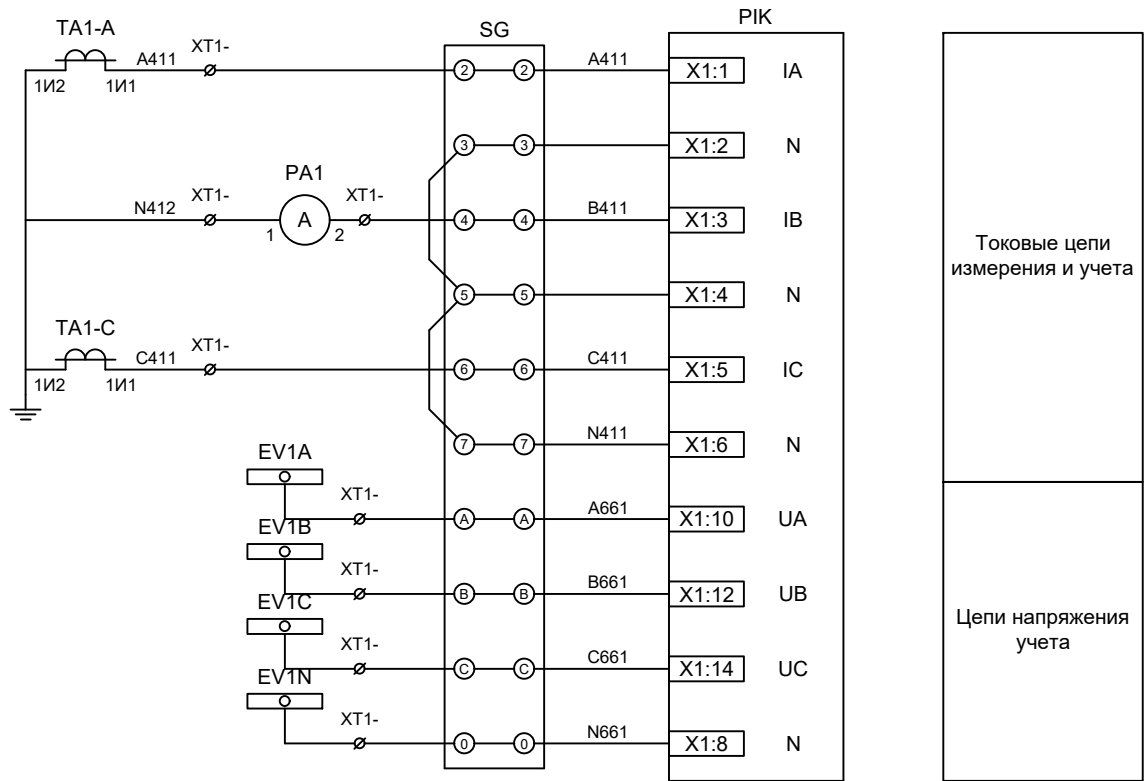 PIK
SG
TA1-A
XT1-
A411
A411
1И2
1И1
2
2
X1:1
IA
3
3
X1:2
N
PA1
XT1-
XT1-
N412
B411
1
A
2
4
4
X1:3
IB
Токовые цепи
измерения и учета
5
5
X1:4
N
TA1-C
XT1-
C411
C411
1И2
1И1
6
6
X1:5
IC
N411
7
7
X1:6
N
EV1A
XT1-
A661
A
A
X1:10
UA
EV1B
XT1-
B661
B
B
X1:12
UB
Цепи напряжения
учета
EV1C
XT1-
C661
C
C
X1:14
UC
EV1N
XT1-
N661
0
0
X1:8
N